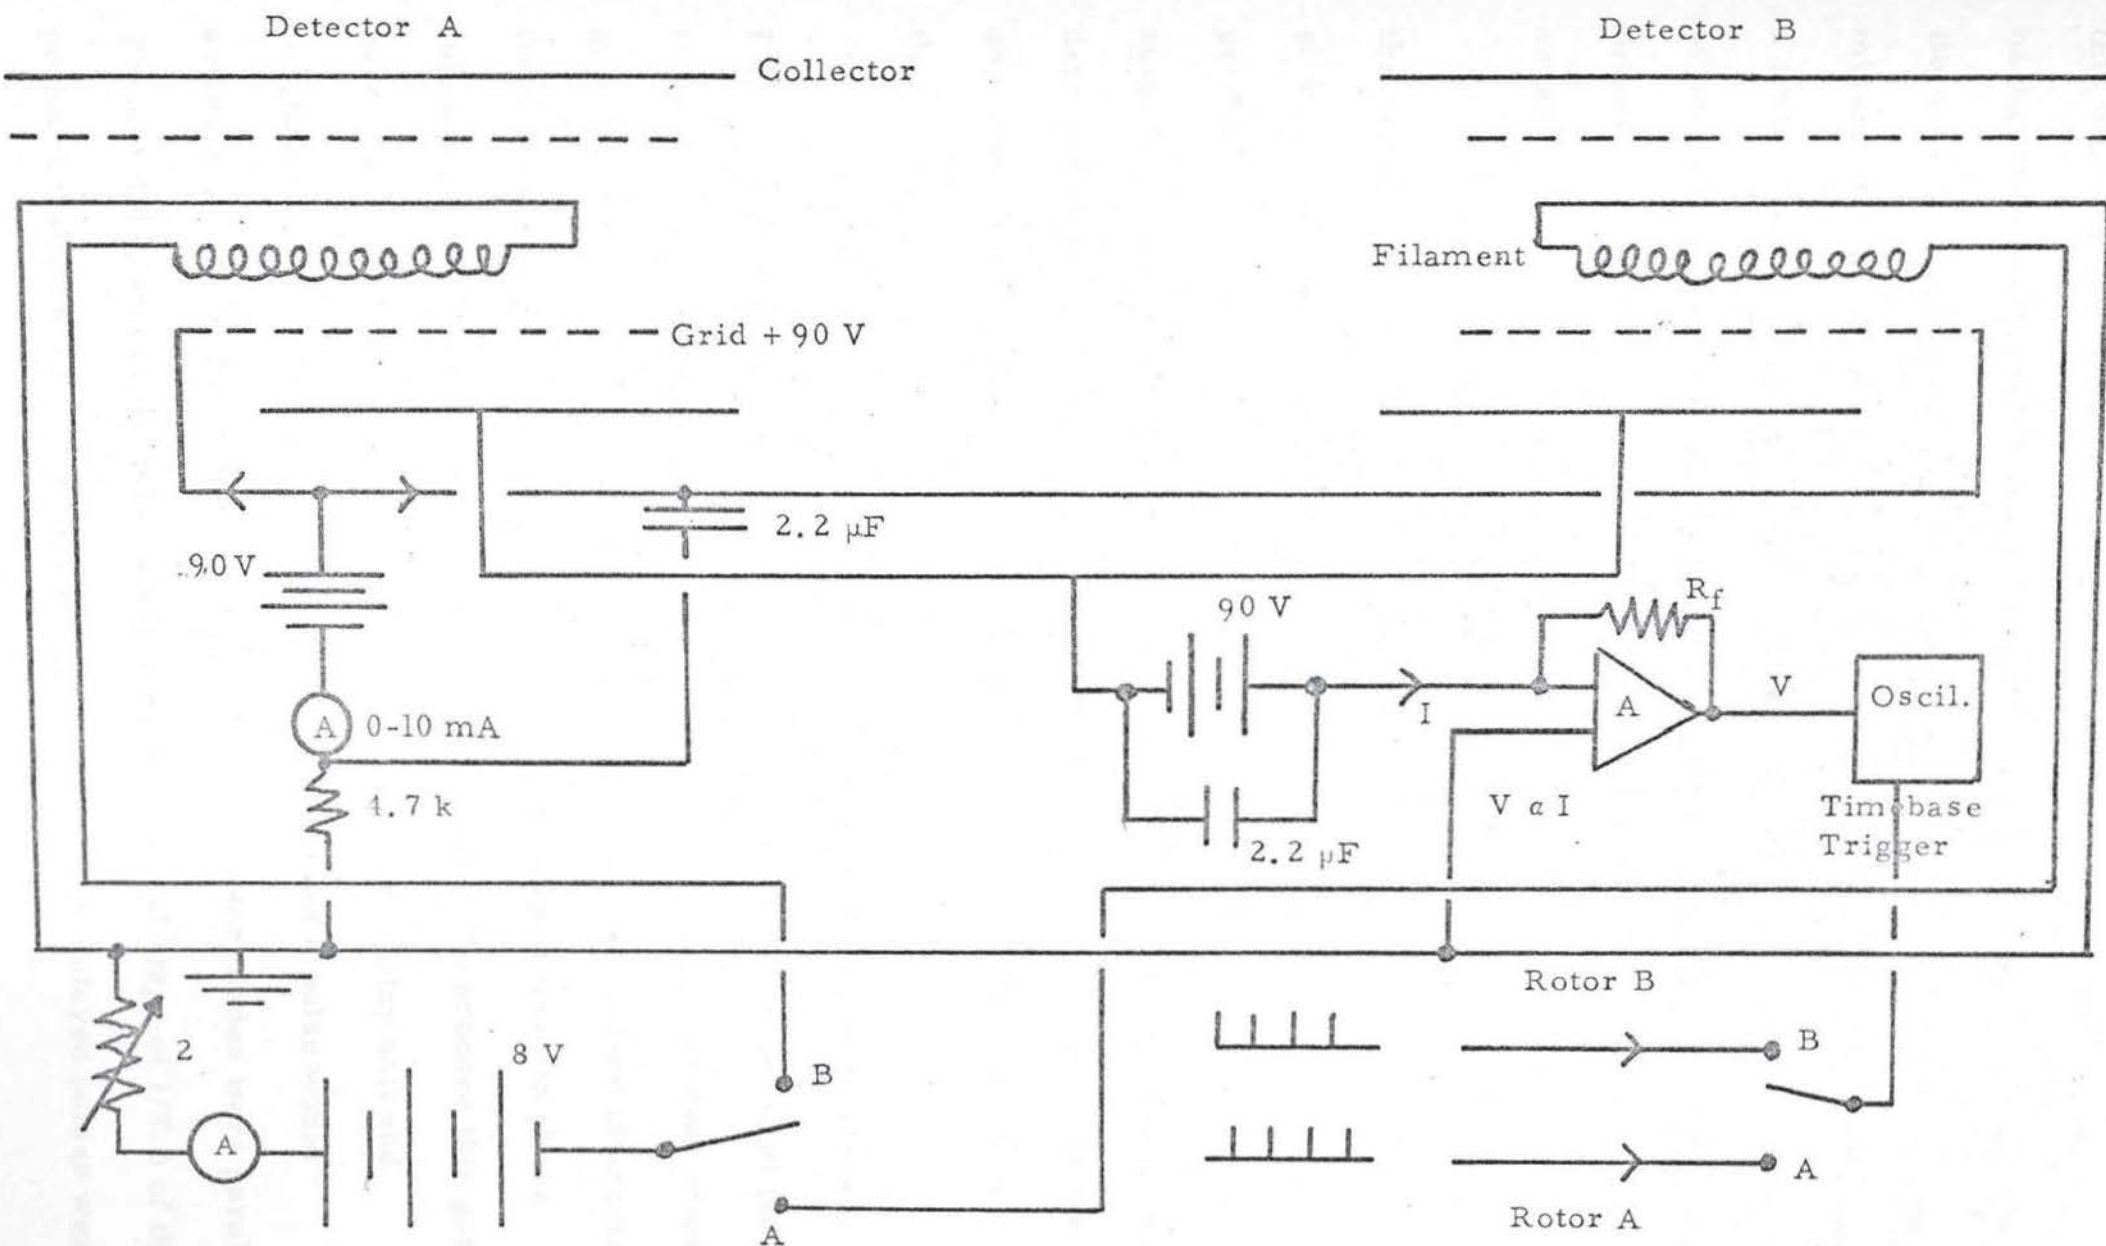 Detector A
Detector B
Collector
Filament
Grid + 90 V
2.2 µF
90 V
90 V
R_f
A
0-10 mA
I
A
V
Oscil.
4.7 k
V α I
Timebase
Trigger
2.2 µF
Rotor B
2
8 V
B
B
A
A
A
Rotor A